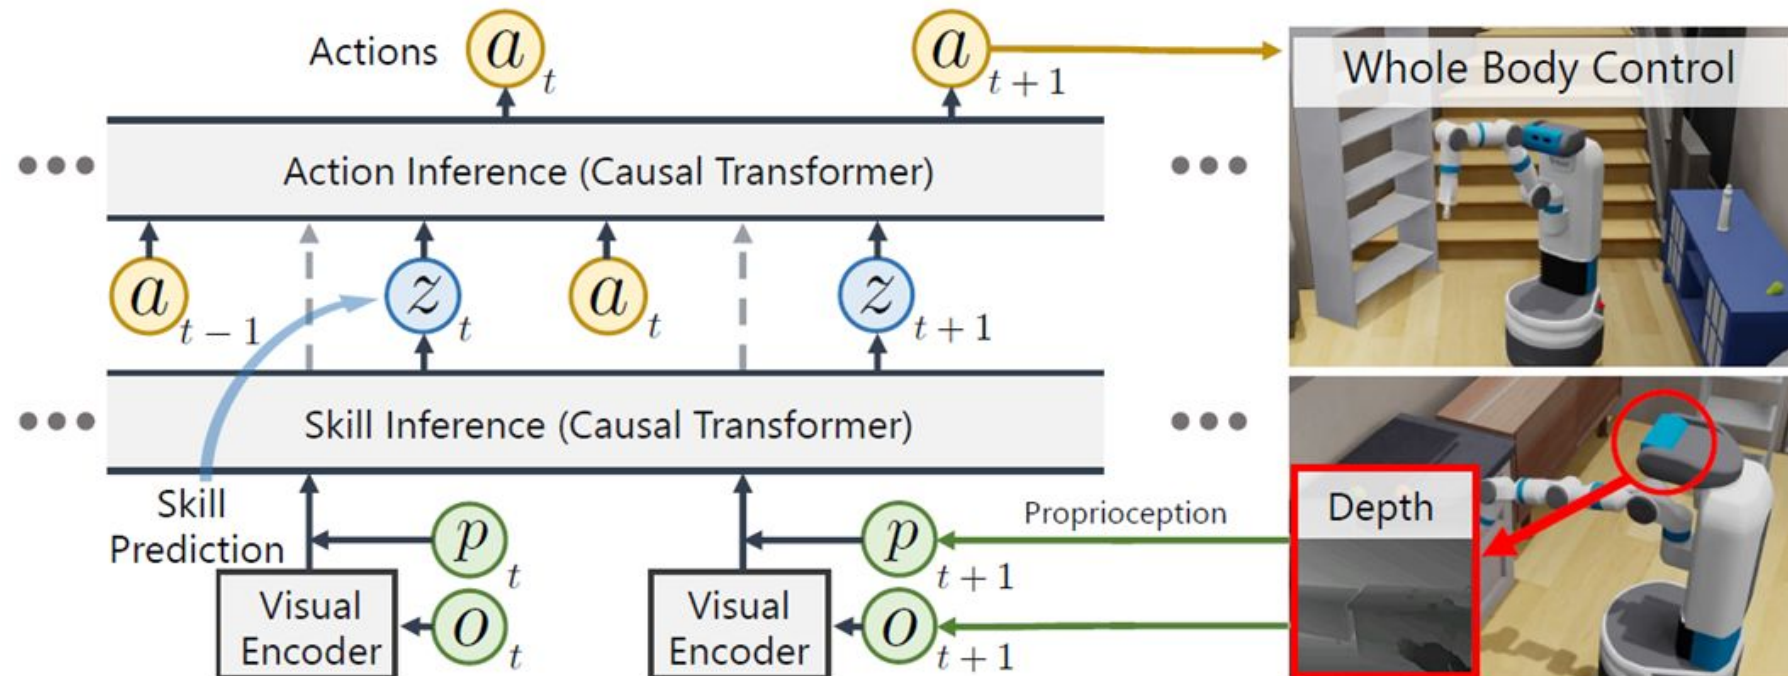 Actions a t
a t + 1
Whole Body Control
Action Inference (Causal Transformer)
a t − 1
z t
a t
z t + 1
Skill Inference (Causal Transformer)
Skill
Prediction
p t
Proprioception
p t + 1
Depth
Visual
Encoder
o t
Visual
Encoder
o t + 1